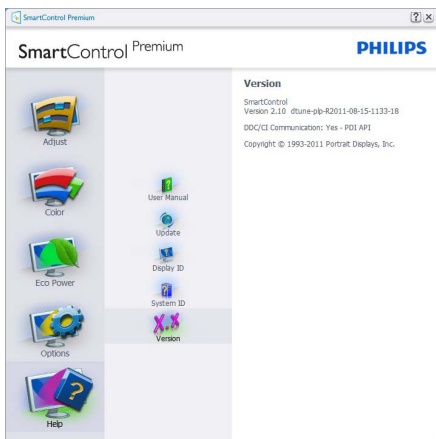 SmartControl Premium
SmartControl Premium
PHILIPS
Adjust
Color
Eco Power
Options
Help
User Manual
Update
Display ID
System ID
X.X
Version
Version
SmartControl
Version 2.10 dtune-plp-R2011-08-15-1133-18
DDC/CI Communication: Yes - PDI API
Copyright © 1993-2011 Portrait Displays, Inc.